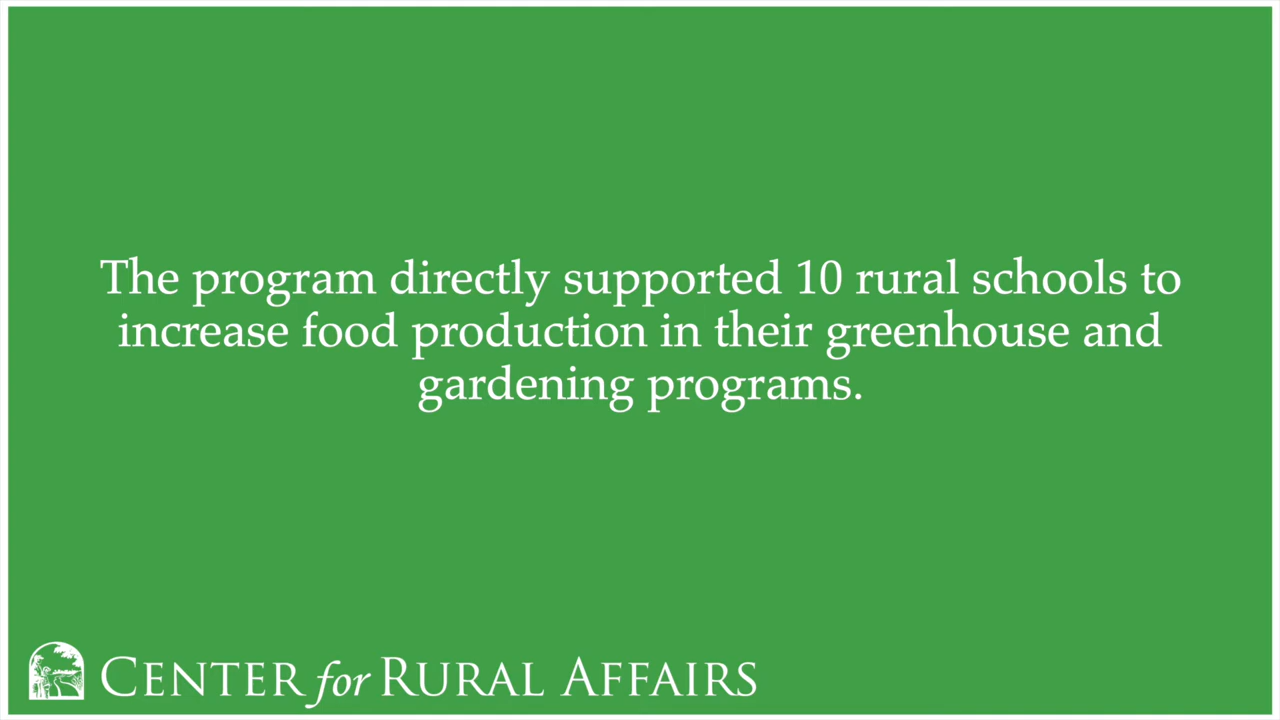 The program directly supported 10 rural schools to
increase food production in their greenhouse and
gardening programs.
CENTER for RURAL AFFAIRS